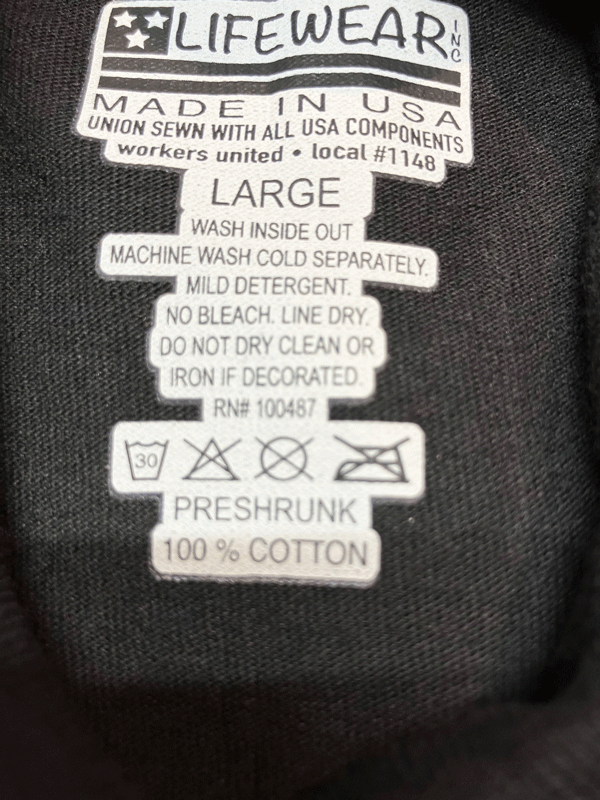 LIFEWEAR INC
MADE IN USA
UNION SEWN WITH ALL USA COMPONENTS
workers united • local #1148
LARGE
WASH INSIDE OUT
MACHINE WASH COLD SEPARATELY.
MILD DETERGENT.
NO BLEACH. LINE DRY.
DO NOT DRY CLEAN OR
IRON IF DECORATED.
RN# 100487
30
PRESHRUNK
100 % COTTON